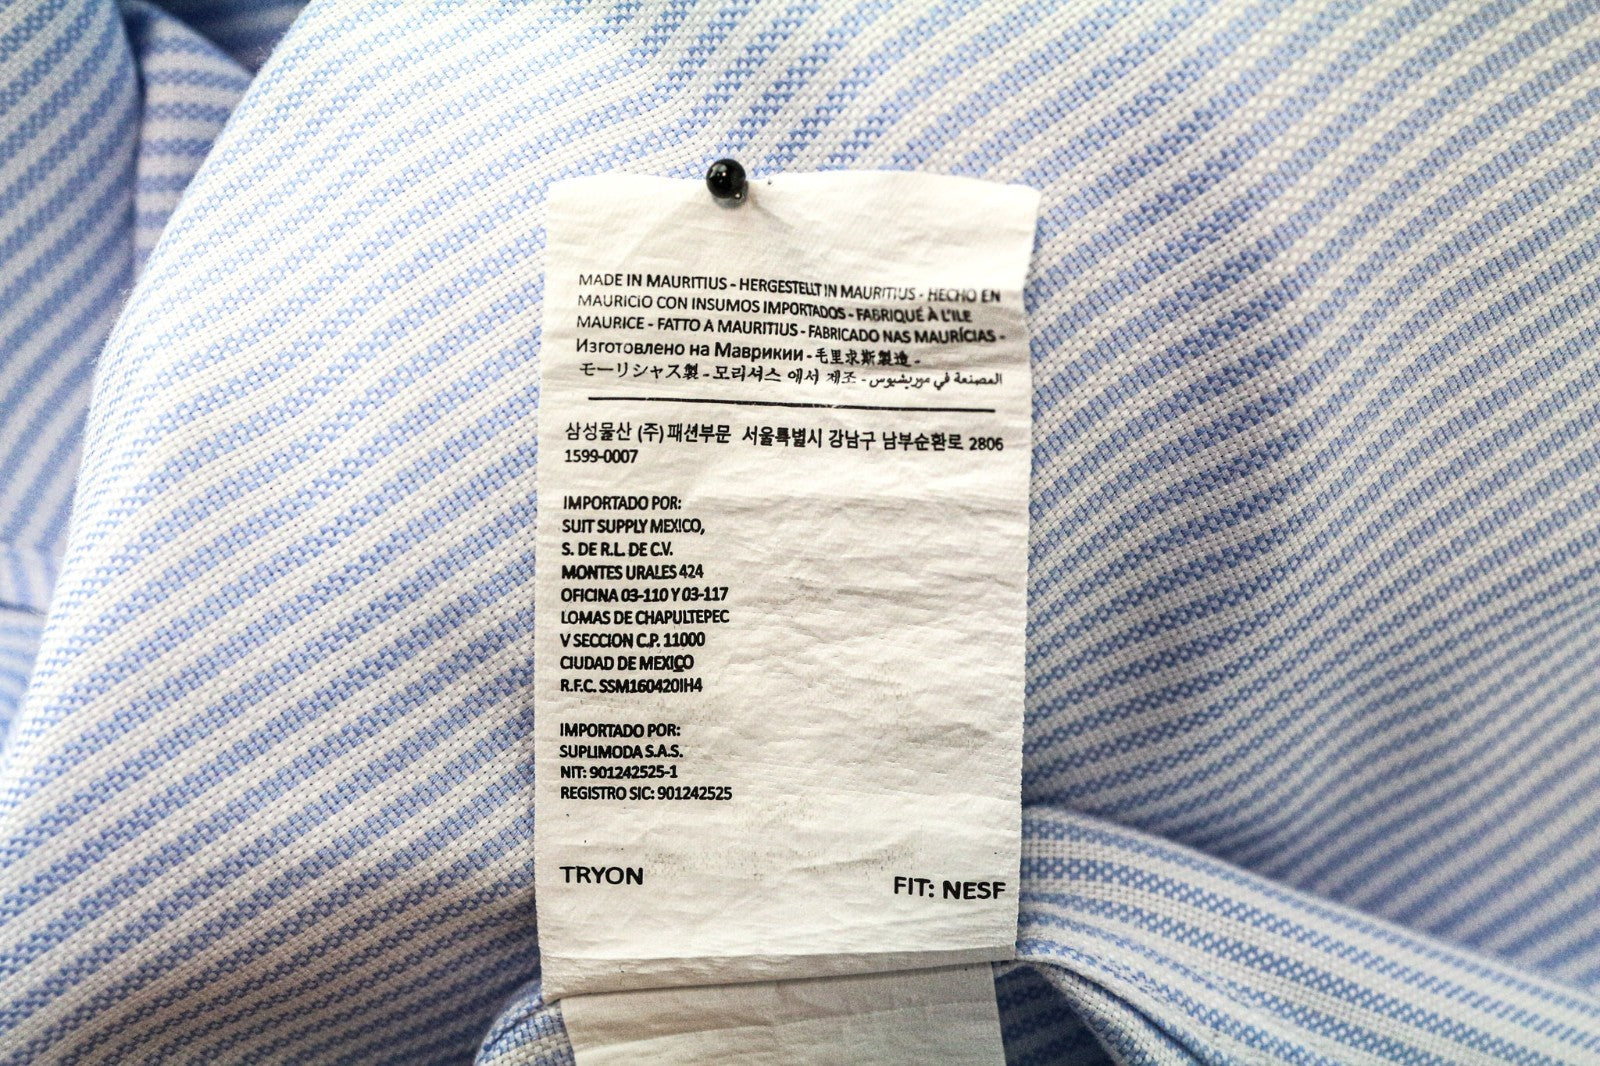 MADE IN MAURITIUS - HERGESTELLT IN MAURITIUS - HECHO EN
MAURICIO CON INSUMOS IMPORTADOS - FABRIQUÉ À L'ILE
MAURICE - FATTO A MAURITIUS - FABRICADO NAS MAURÍCIAS -
Изготовлено на Маврикии - 毛里求斯製造 -
モーリシャス製 - 모리셔스 에서 제조 - المصنعة في موريشيوس
삼성물산 (주) 패션부문 서울특별시 강남구 남부순환로 2806
1599-0007
IMPORTADO POR:
SUIT SUPPLY MEXICO,
S. DE R.L. DE C.V.
MONTES URALES 424
OFICINA 03-110 Y 03-117
LOMAS DE CHAPULTEPEC
V SECCION C.P. 11000
CIUDAD DE MEXICO
R.F.C. SSM160420IH4
IMPORTADO POR:
SUPLIMODA S.A.S.
NIT: 901242525-1
REGISTRO SIC: 901242525
TRYON FIT: NESF